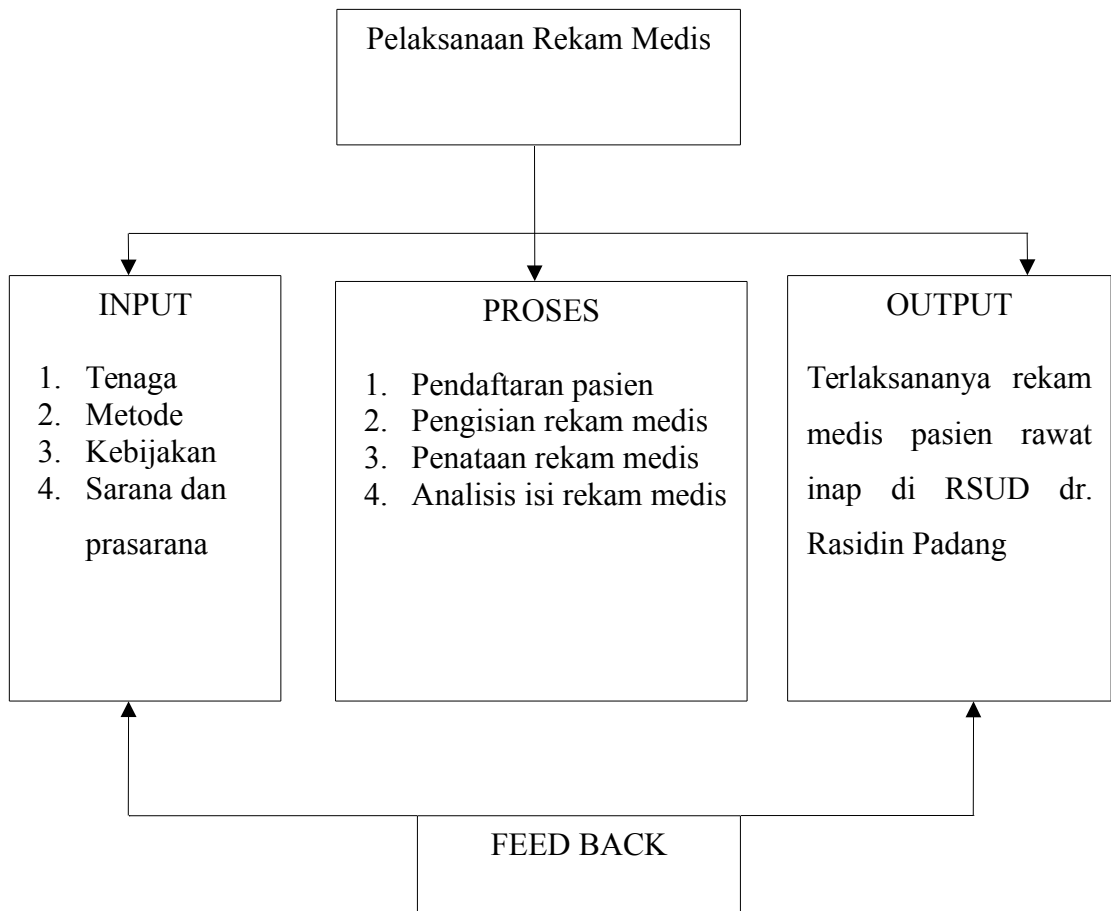 Pelaksanaan Rekam Medis
INPUT
1. Tenaga
2. Metode
3. Kebijakan
4. Sarana dan
prasarana
PROSES
1. Pendaftaran pasien
2. Pengisian rekam medis
3. Penataan rekam medis
4. Analisis isi rekam medis
OUTPUT
Terlaksananya rekam
medis pasien rawat
inap di RSUD dr.
Rasidin Padang
FEED BACK